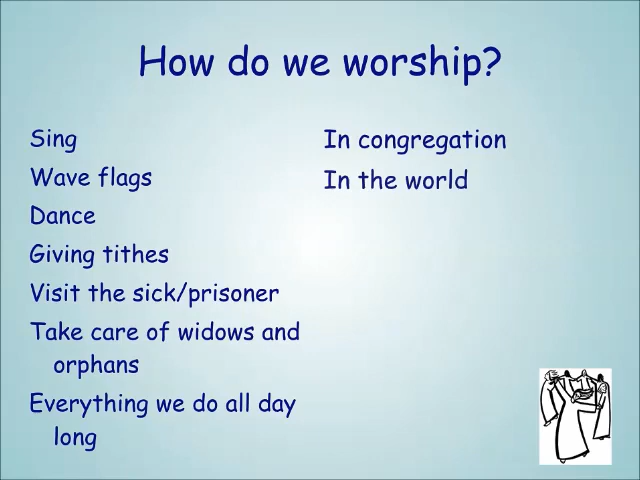 How do we worship?
Sing
Wave flags
Dance
Giving tithes
Visit the sick/prisoner
Take care of widows and
orphans
Everything we do all day
long
In congregation
In the world